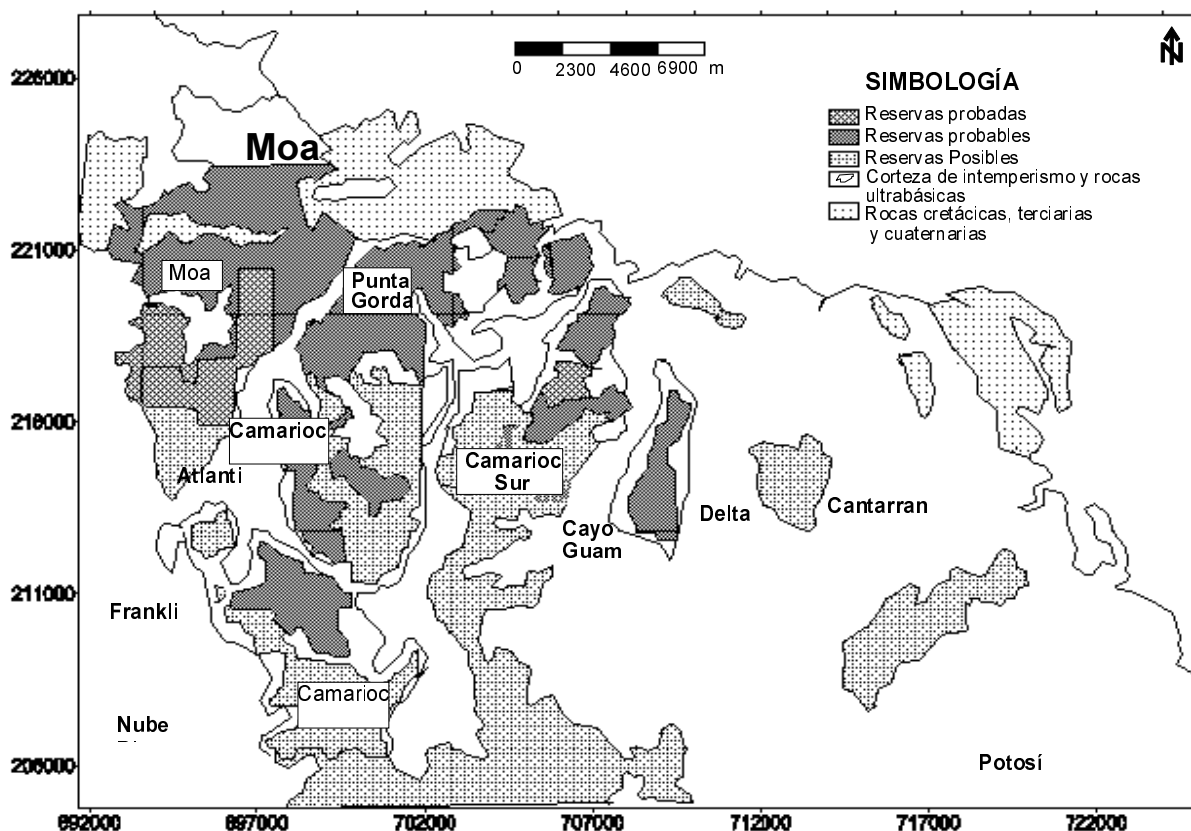 0 2300 4600 6900 m
N
SIMBOLOGÍA
Reservas probadas
Reservas probables
Reservas Posibles
Corteza de intemperismo y rocas
ultrabásicas
Rocas cretácicas, terciarias
y cuaternarias
226000
Moa
221000
Moa
Punta
Gorda
216000
Camarioc
Camarioc
Sur
Atlanti
Delta
Cantarran
Cayo
Guam
211000
Frankli
Camarioc
Nube
206000
Potosí
692000 697000 702000 707000 712000 717000 722000